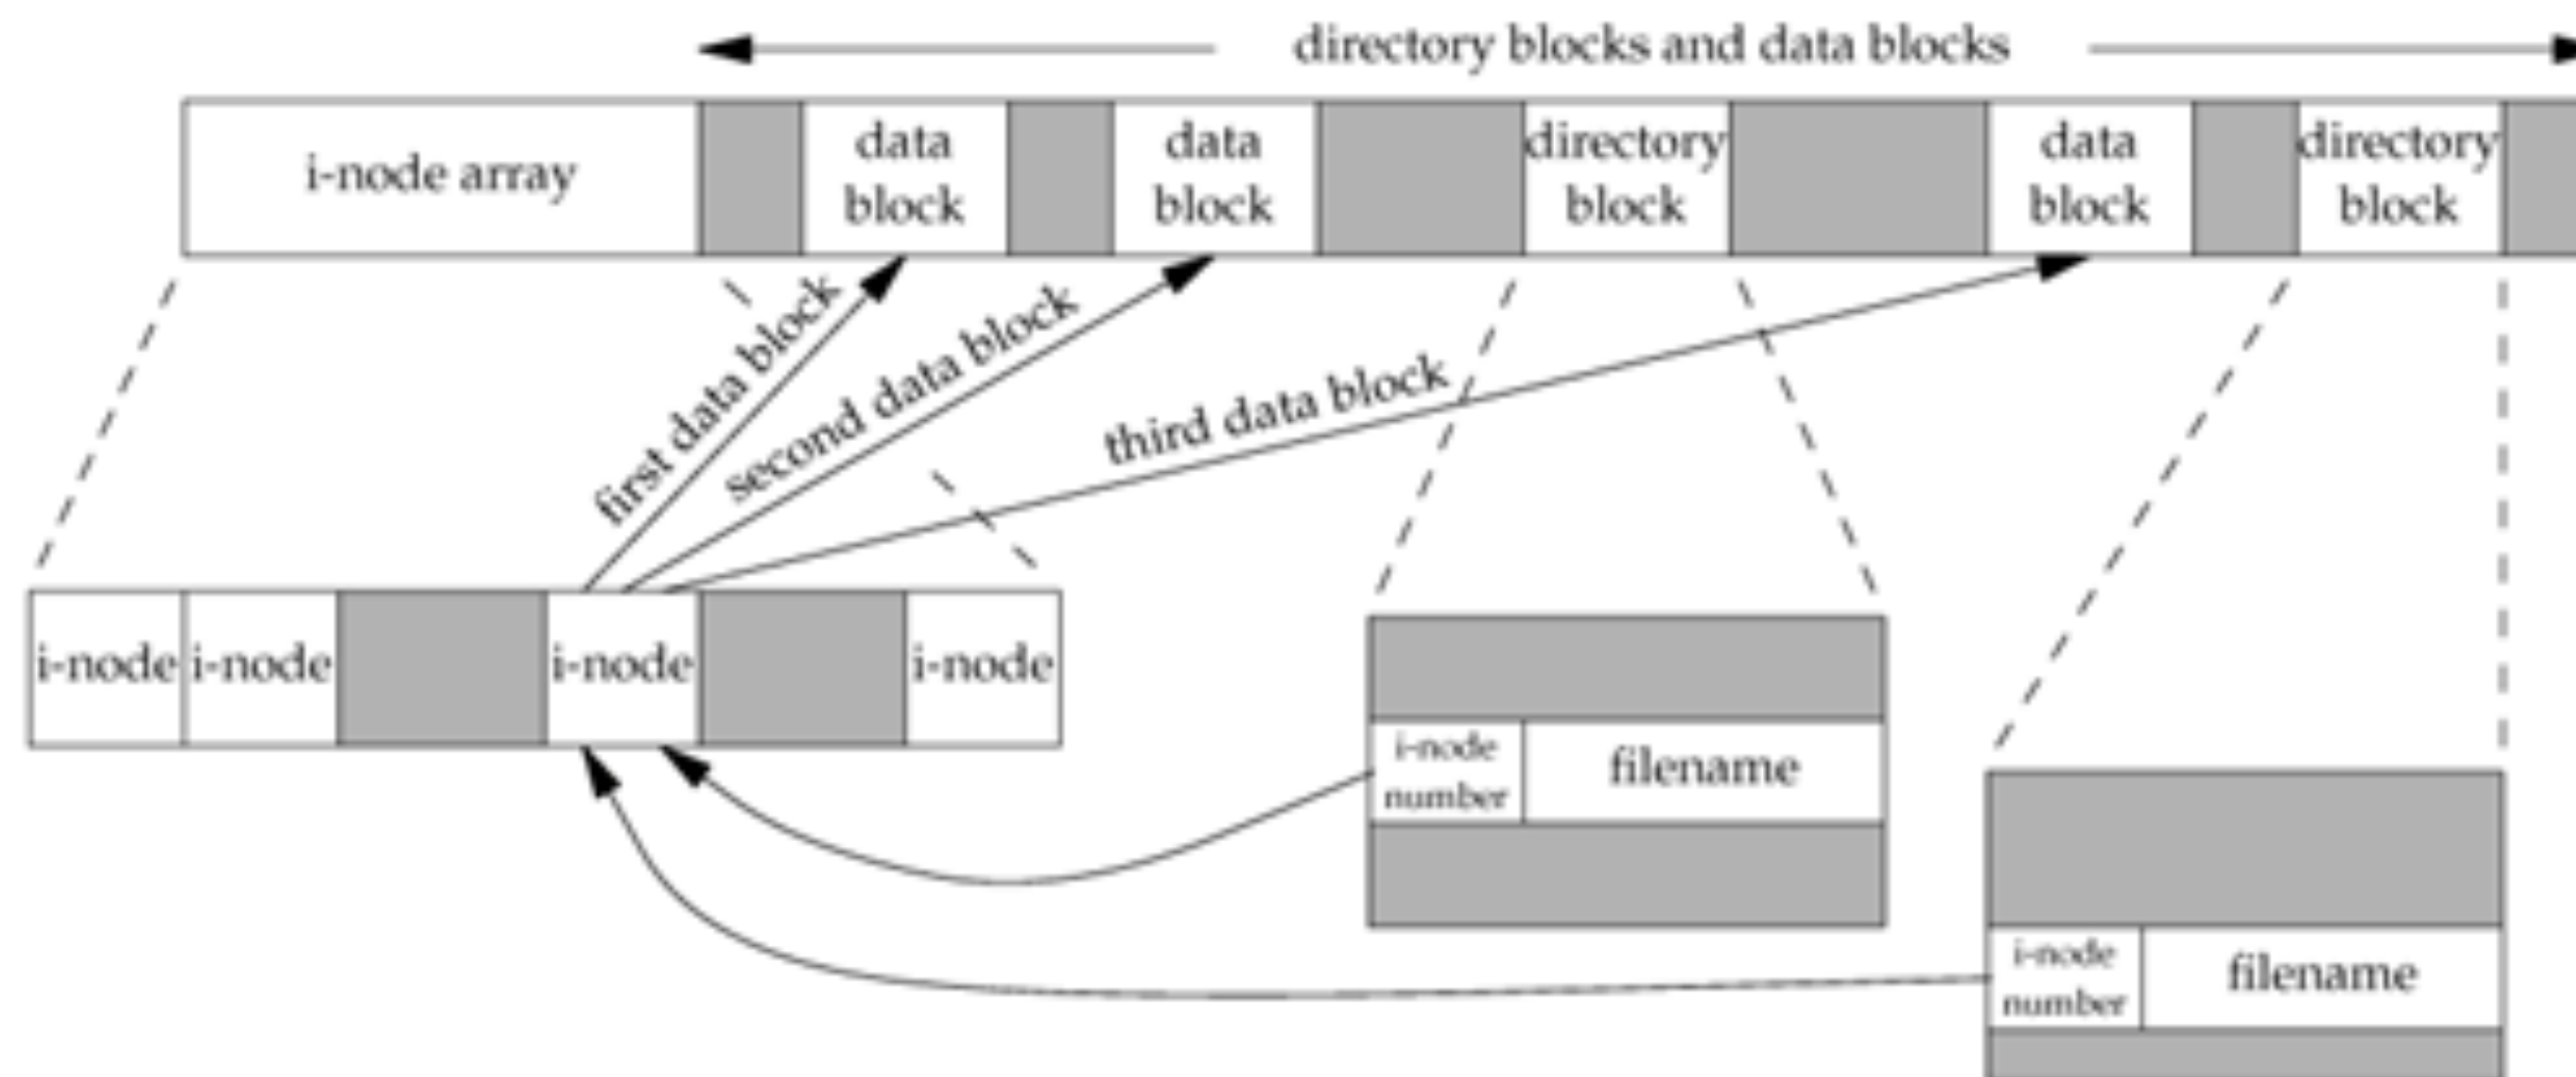 directory blocks and data blocks
i-node array
data
block
data
block
directory
block
data
block
directory
block
first data block
second data block
third data block
i-node
i-node
i-node
i-node
i-node
number
filename
i-node
number
filename